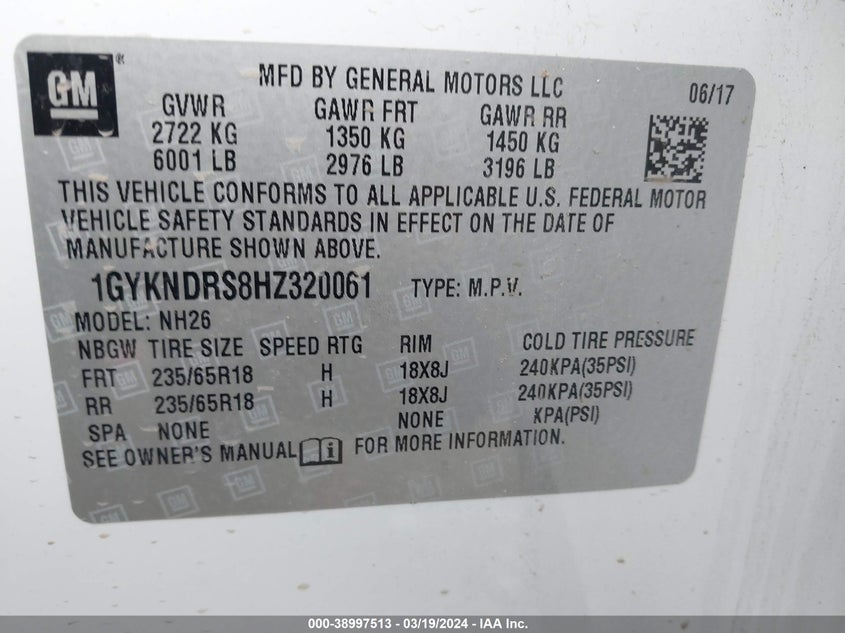 GM®
MFD BY GENERAL MOTORS LLC
06/17
GVWR GAWR FRT GAWR RR
2722 KG 1350 KG 1450 KG
6001 LB 2976 LB 3196 LB
THIS VEHICLE CONFORMS TO ALL APPLICABLE U.S. FEDERAL MOTOR
VEHICLE SAFETY STANDARDS IN EFFECT ON THE DATE OF
MANUFACTURE SHOWN ABOVE.
1GYKNDRS8HZ320061 TYPE: M.P.V.
MODEL: NH26
NBGW TIRE SIZE SPEED RTG RIM COLD TIRE PRESSURE
FRT 235/65R18 H 18X8J 240KPA(35PSI)
RR 235/65R18 H 18X8J 240KPA(35PSI)
SPA NONE NONE KPA(PSI)
SEE OWNER'S MANUAL FOR MORE INFORMATION.
000-38997513 - 03/19/2024 - IAA Inc.